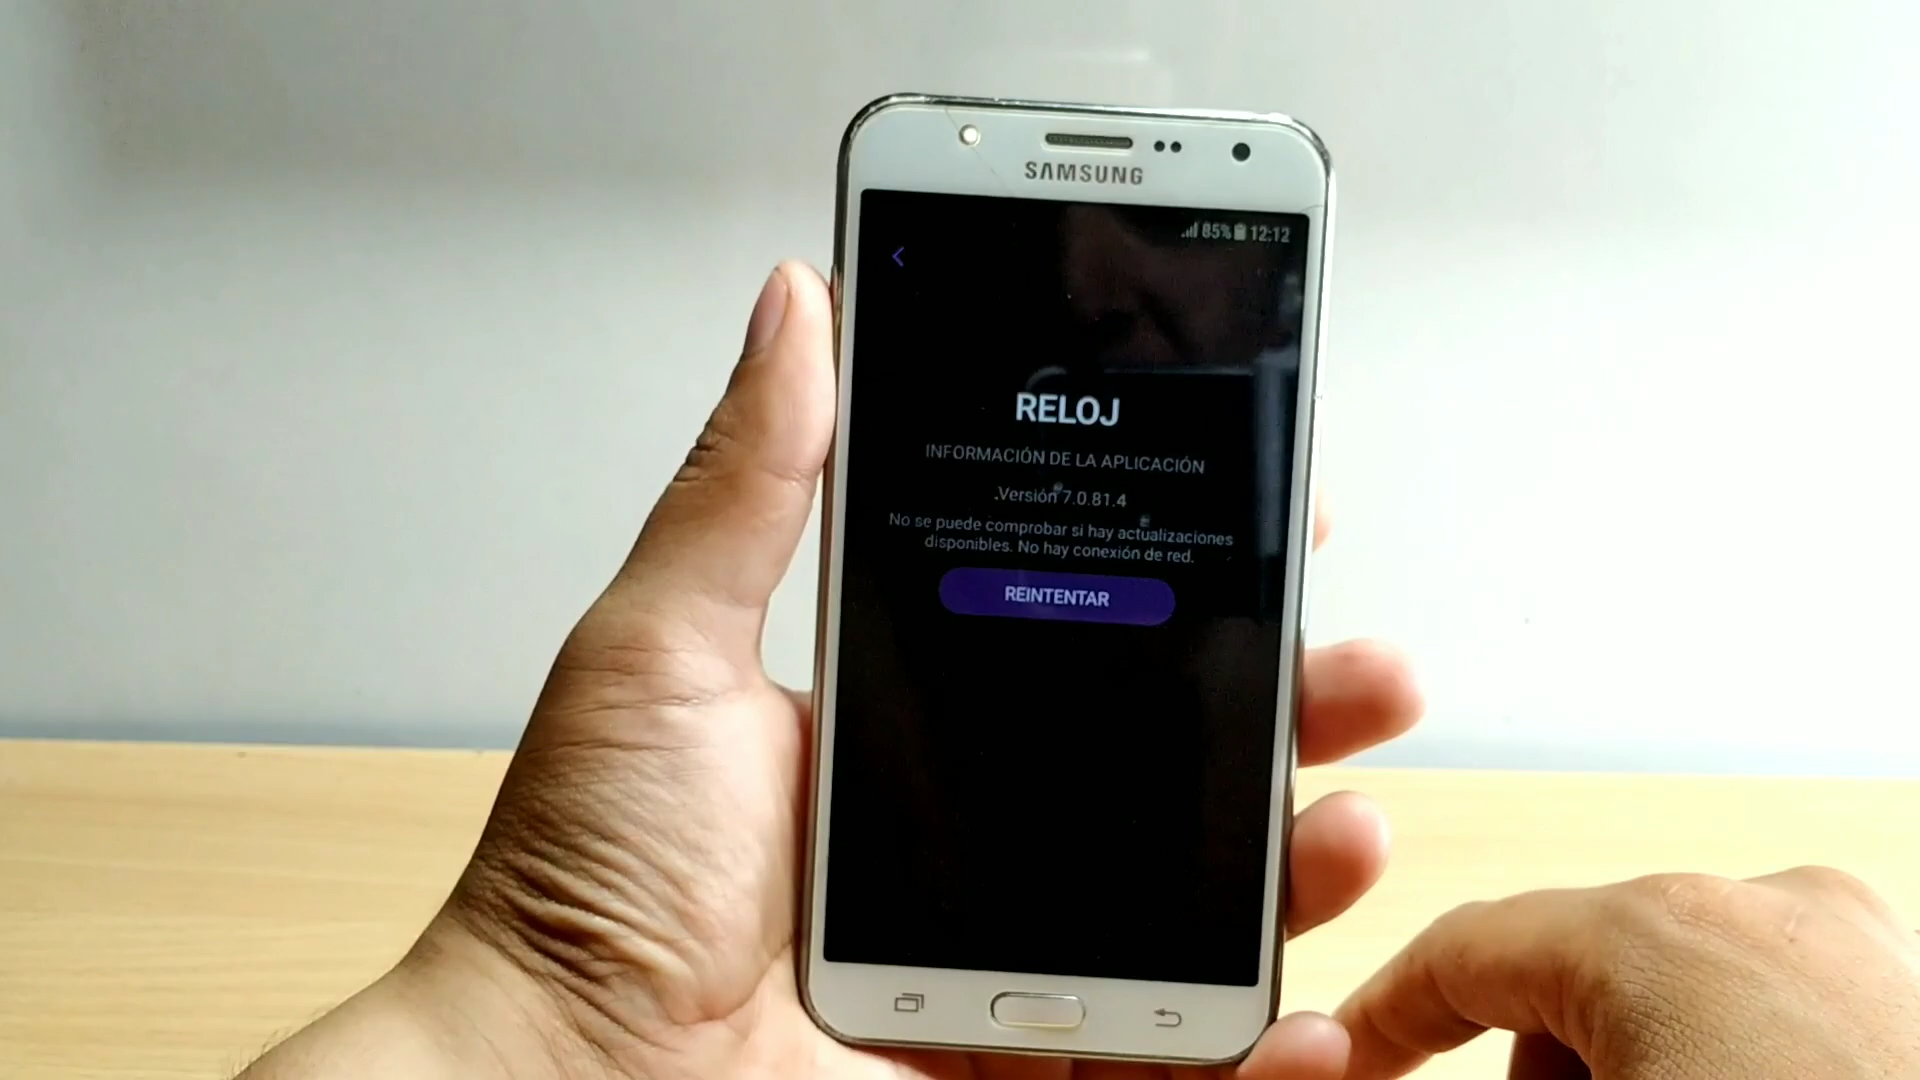 SAMSUNG
85% 12:12
RELOJ
INFORMACIÓN DE LA APLICACIÓN
Versión 7.0.81.4
No se puede comprobar si hay actualizaciones
disponibles. No hay conexión de red.
REINTENTAR